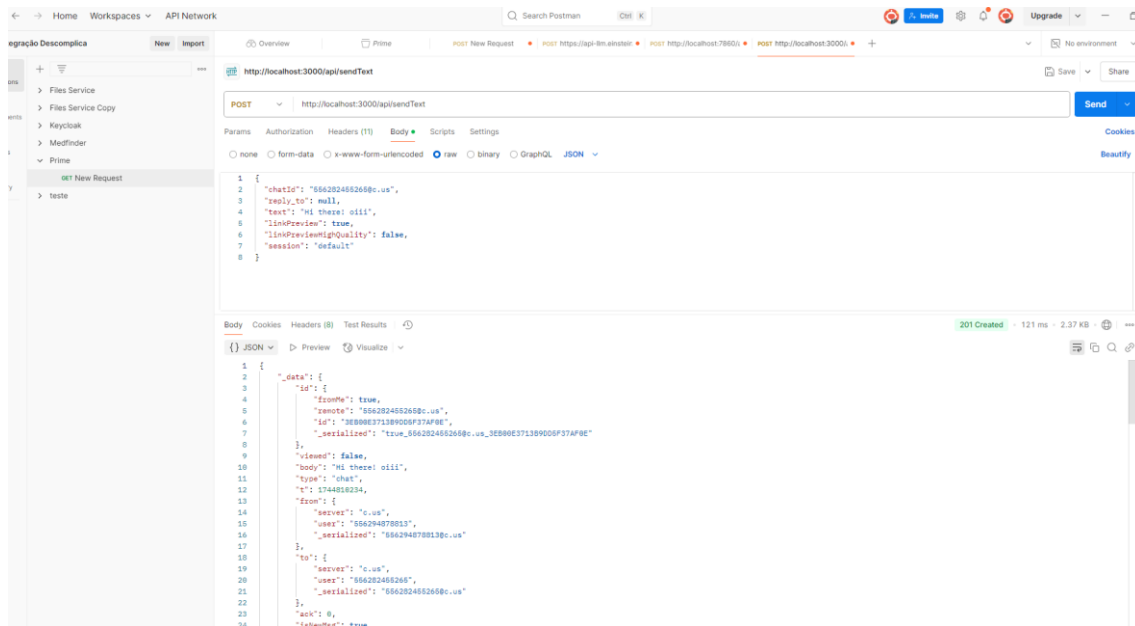 Home Workspaces API Network Search Postman Ctrl K Invite Upgrade
egração Descomplica New Import Overview Prime POST New Request POST https://api-llm.einstein POST http://localhost:7860/ POST http://localhost:3000/ No environment
http://localhost:3000/api/sendText Save Share
Files Service
Files Service Copy
Keycloak
Medfinder
Prime
GET New Request
teste
POST http://localhost:3000/api/sendText Send
Params Authorization Headers (11) Body Scripts Settings Cookies
none form-data x-www-form-urlencoded raw binary GraphQL JSON Beautify
1 {
2 "chatId": "556282455265@c.us",
3 "reply_to": null,
4 "text": "Hi there! oiii",
5 "linkPreview": true,
6 "linkPreviewHighQuality": false,
7 "session": "default"
8 }
Body Cookies Headers (8) Test Results 201 Created 121 ms 2.37 KB
{} JSON Preview Visualize
1 {
2 "_data": {
3 "id": {
4 "fromMe": true,
5 "remote": "556282455265@c.us",
6 "id": "3EB00E371389DD5F37AF0E",
7 "_serialized": "true_556282455265@c.us_3EB00E371389DD5F37AF0E"
8 },
9 "viewed": false,
10 "body": "Hi there! oiii",
11 "type": "chat",
12 "t": 1744810234,
13 "from": {
14 "server": "c.us",
15 "user": "556294878813",
16 "_serialized": "556294878813@c.us"
17 },
18 "to": {
19 "server": "c.us",
20 "user": "556282455265",
21 "_serialized": "556282455265@c.us"
22 },
23 "ack": 0,
24 "isNewMsg": true